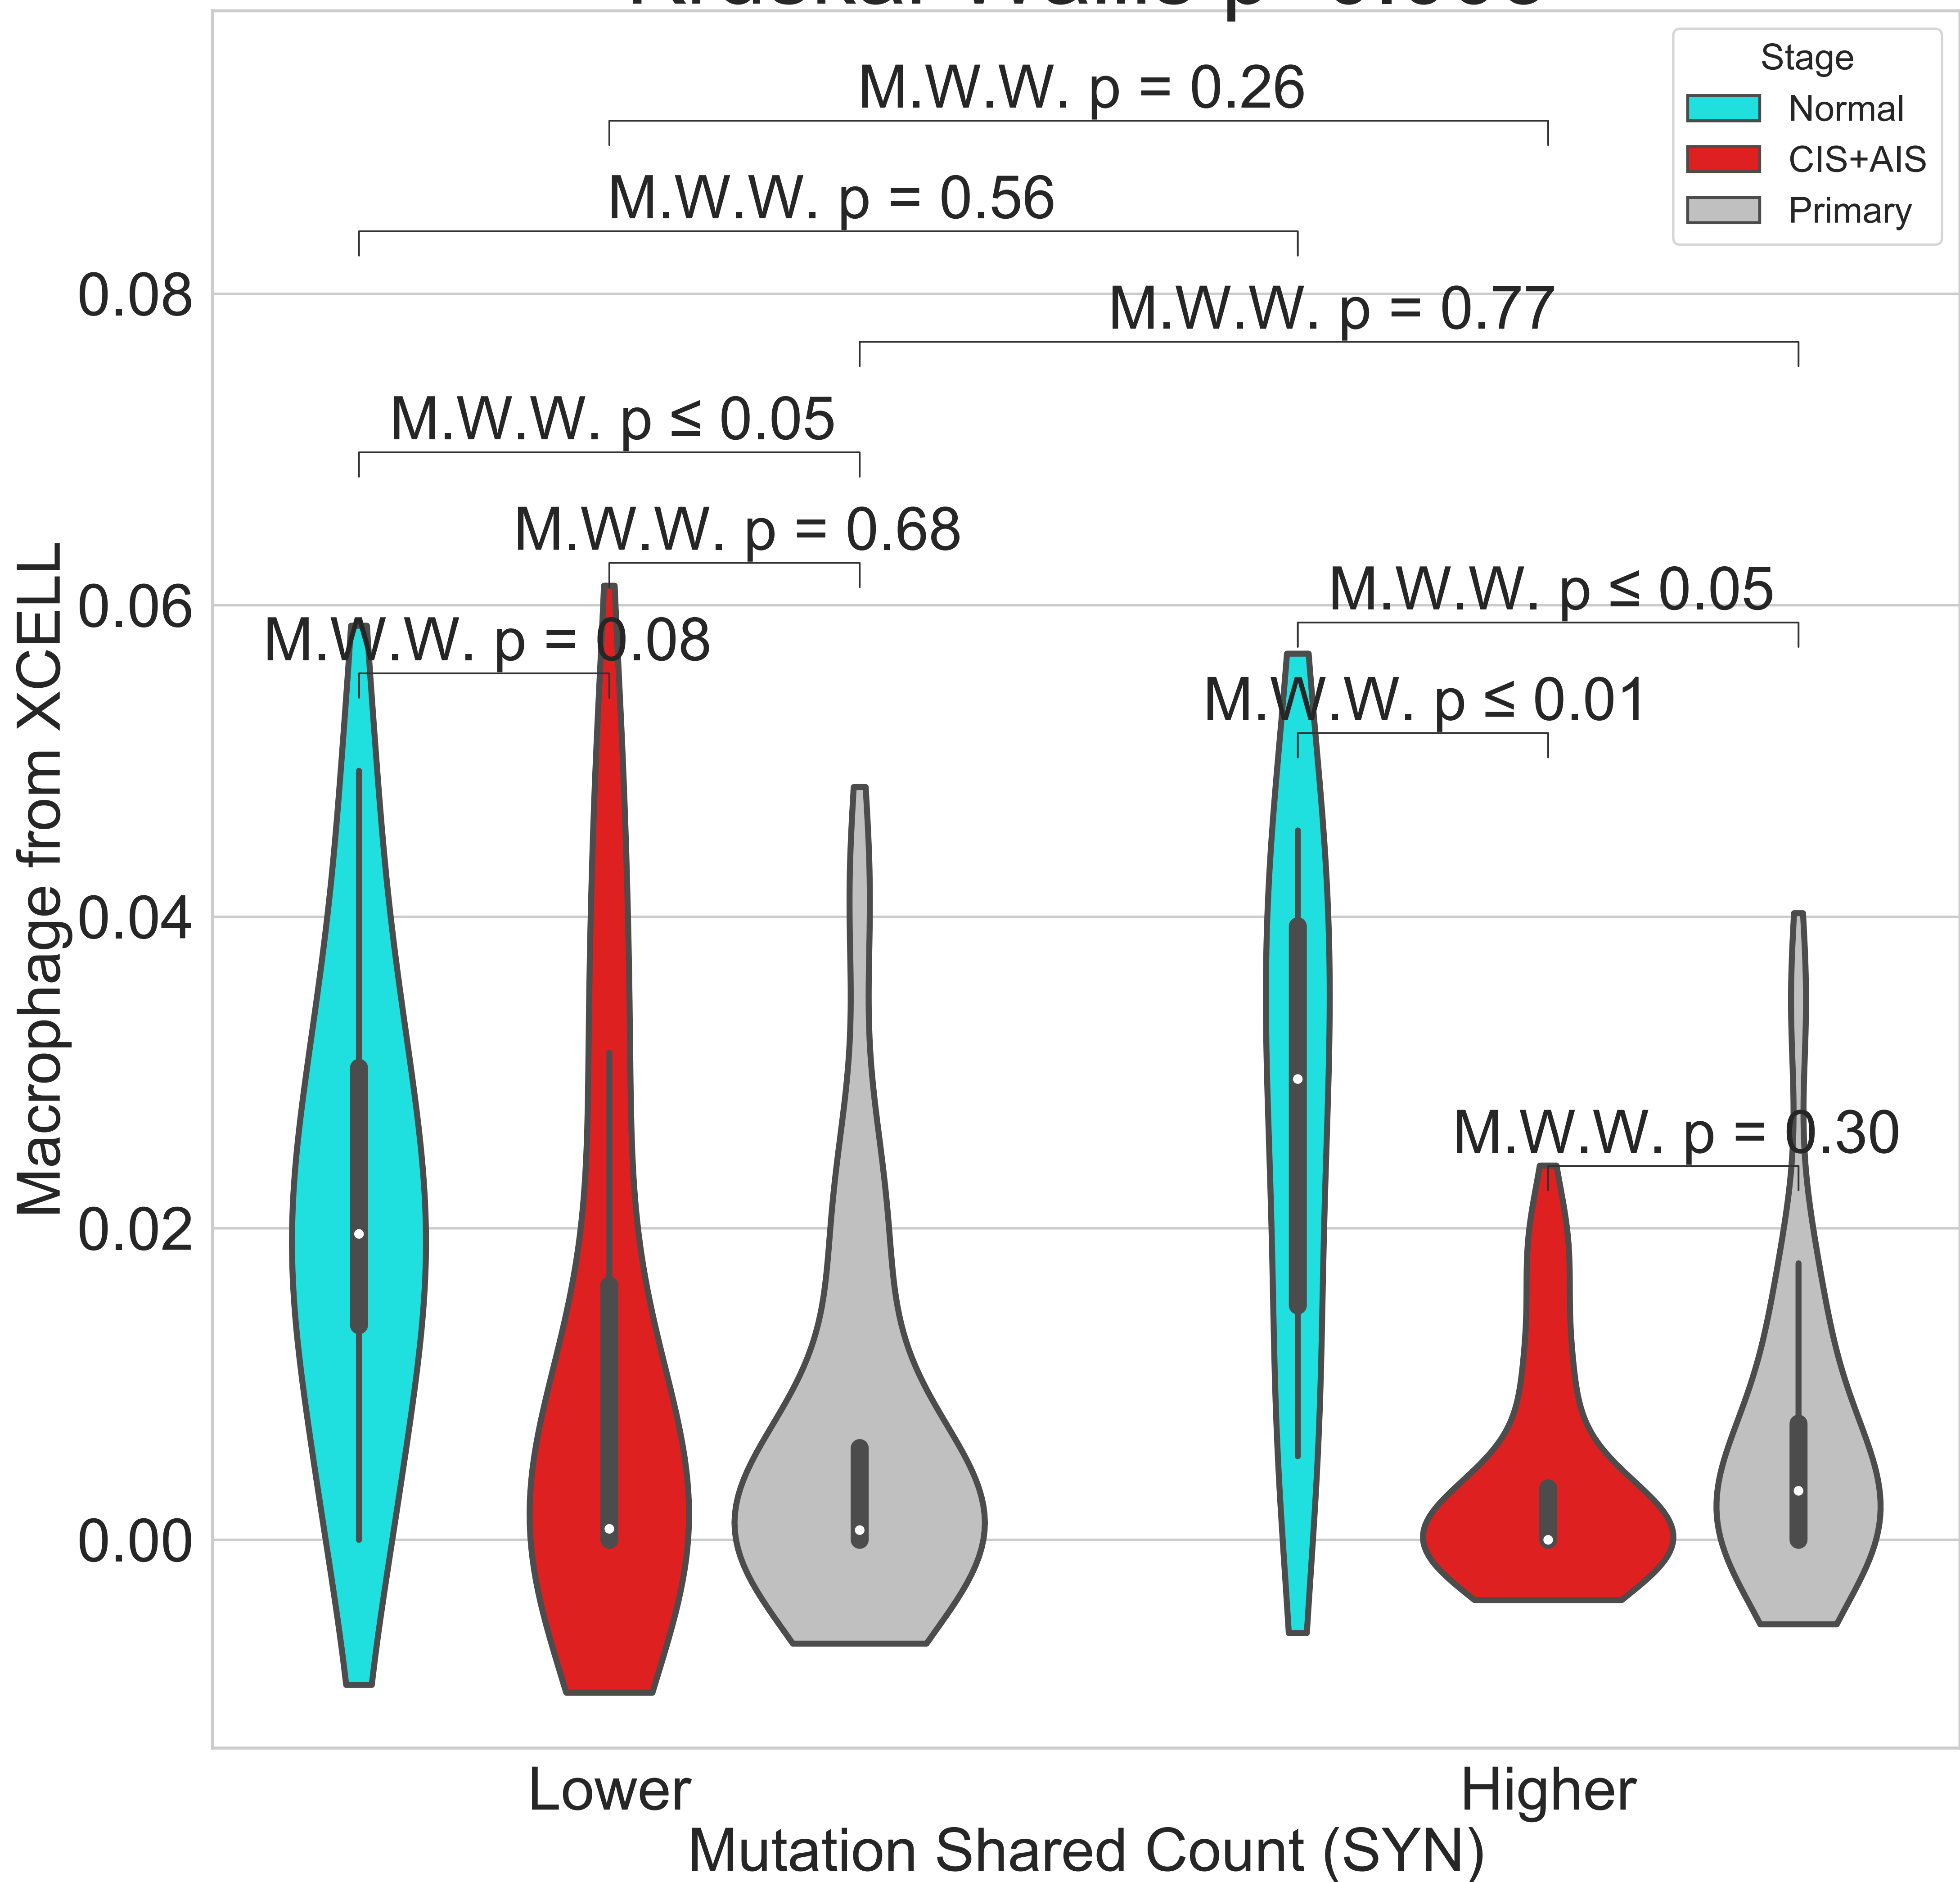 M.W.W. p = 0.26
M.W.W. p = 0.56
M.W.W. p = 0.77
M.W.W. p ≤ 0.05
M.W.W. p = 0.68
M.W.W. p = 0.08
M.W.W. p ≤ 0.05
M.W.W. p ≤ 0.01
M.W.W. p = 0.30
Stage
Normal
CIS+AIS
Primary
Macrophage from XCELL
0.08
0.06
0.04
0.02
0.00
Lower
Higher
Mutation Shared Count (SYN)